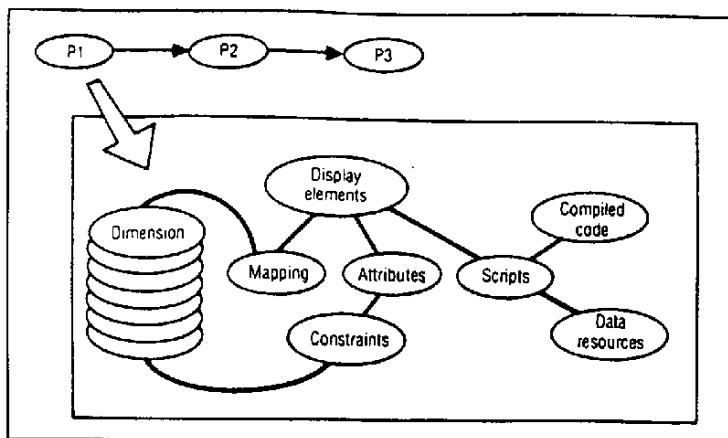 P1
P2
P3
Display
elements
Compiled
code
Dimension
Mapping
Attributes
Scripts
Constraints
Data
resources